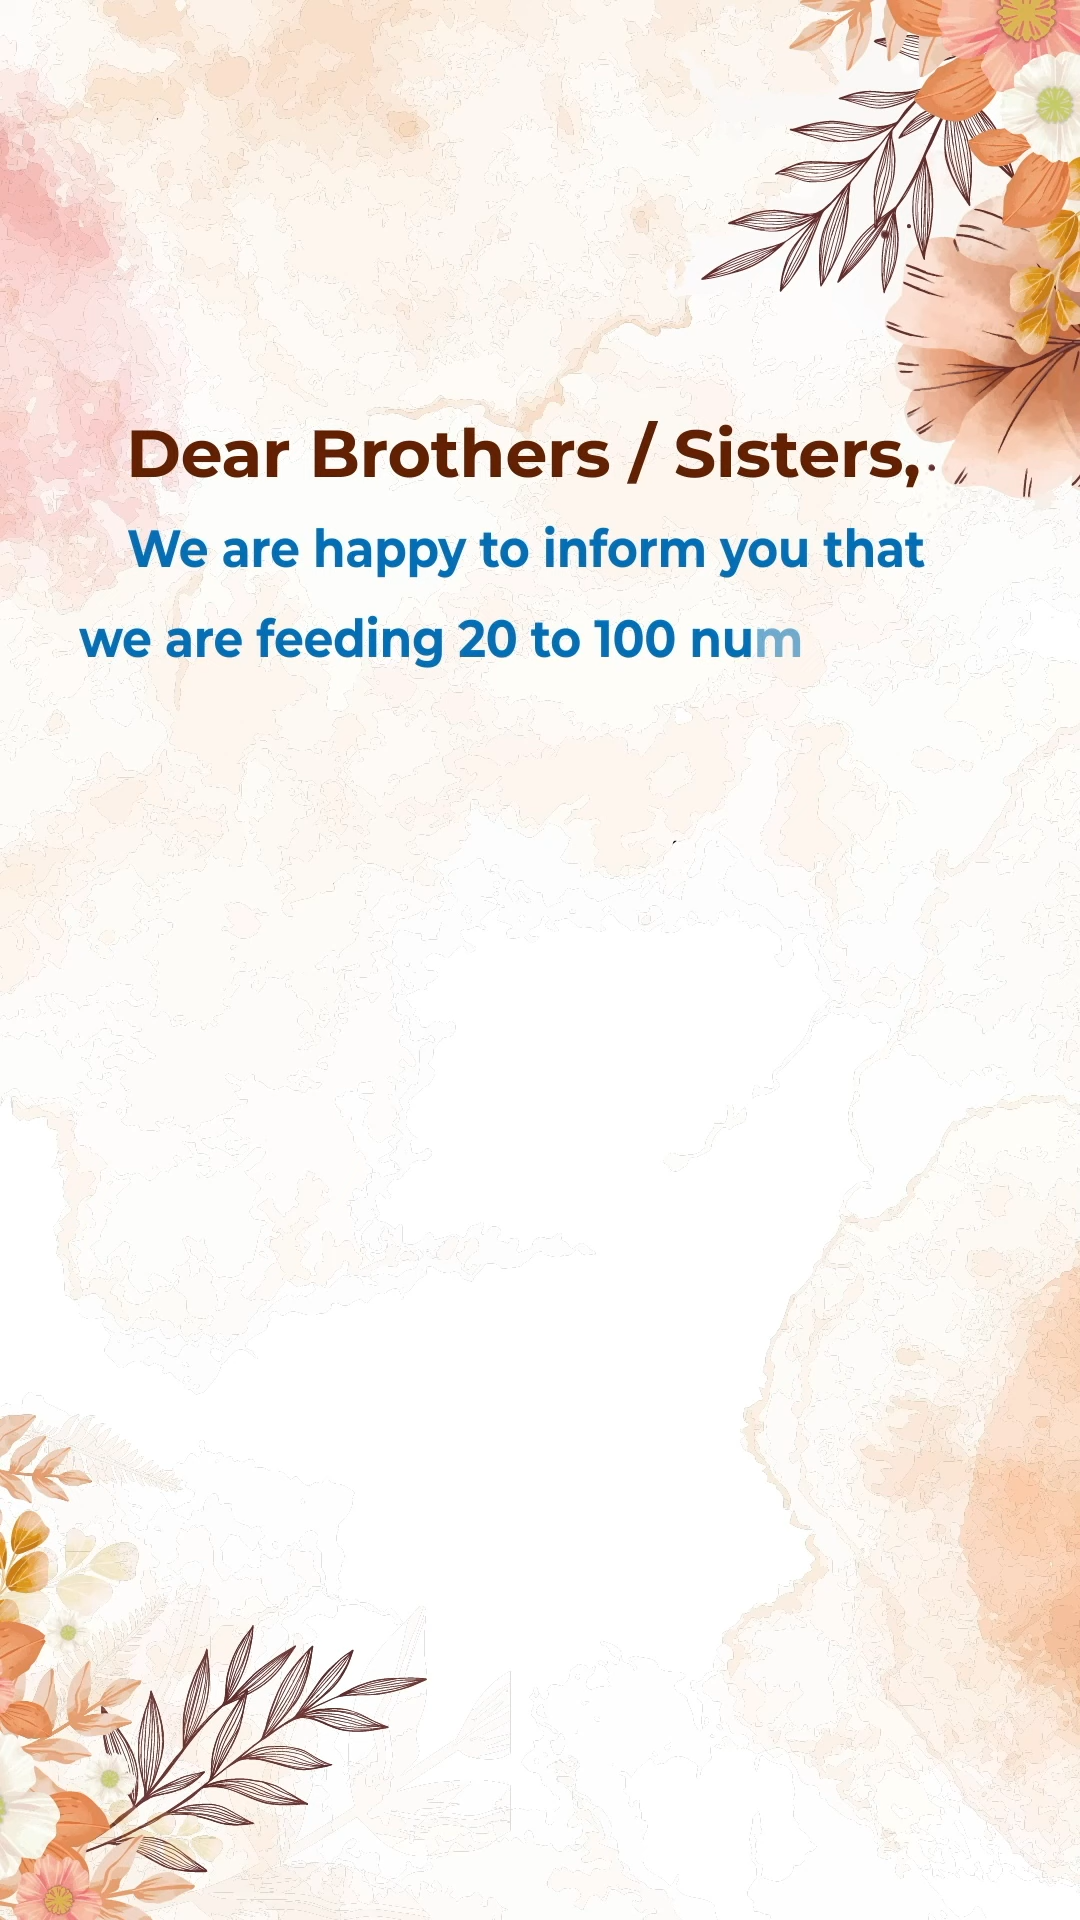 Dear Brothers / Sisters,
We are happy to inform you that
we are feeding 20 to 100 num